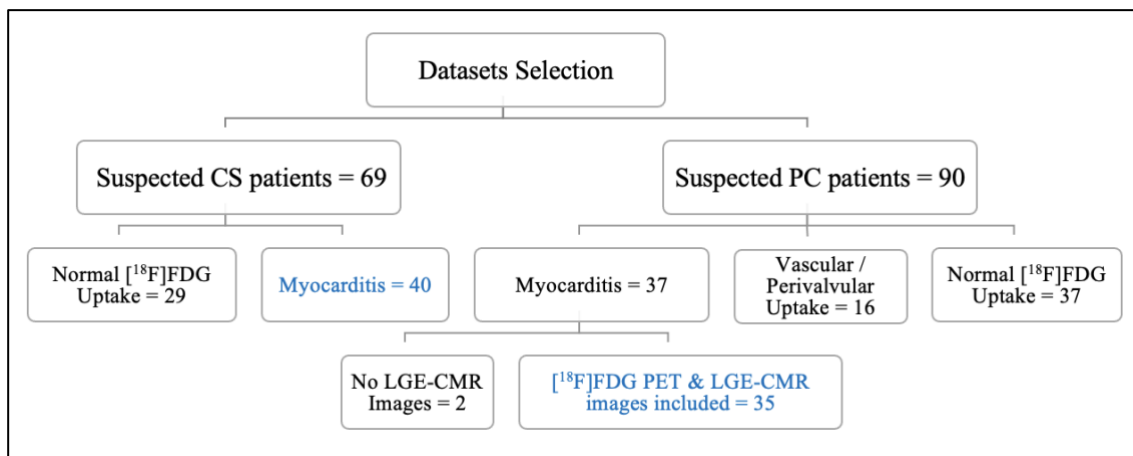 Datasets Selection
Suspected CS patients = 69
Suspected PC patients = 90
Normal [¹⁸F]FDG
Uptake = 29
Myocarditis = 40
Myocarditis = 37
Vascular /
Perivalvular
Uptake = 16
Normal [¹⁸F]FDG
Uptake = 37
No LGE-CMR
Images = 2
[¹⁸F]FDG PET & LGE-CMR
images included = 35